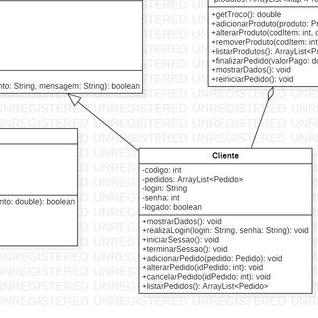 +getTroco(): double
+adicionarProduto(produto:
+alterarProduto(codItem: int,
+removerProduto(codItem: int
+listarProdutos(): ArrayList<P
+finalizarPedido(valorPago: d
+mostrarDados(): void
+reiniciarPedido(): void
nto: String, mensagem: String): boolean
Cliente
-codigo: int
-pedidos: ArrayList<Pedido>
-login: String
-senha: int
-logado: boolean
nto: double): boolean
+mostrarDados(): void
+realizaLogin(login: String, senha: String): void
+iniciarSessao(): void
+terminarSessao(): void
+adicionarPedido(pedido: Pedido): void
+alterarPedido(idPedido: int): void
+cancelarPedido(idPedido: int): void
+listarPedidos(): ArrayList<Pedido>